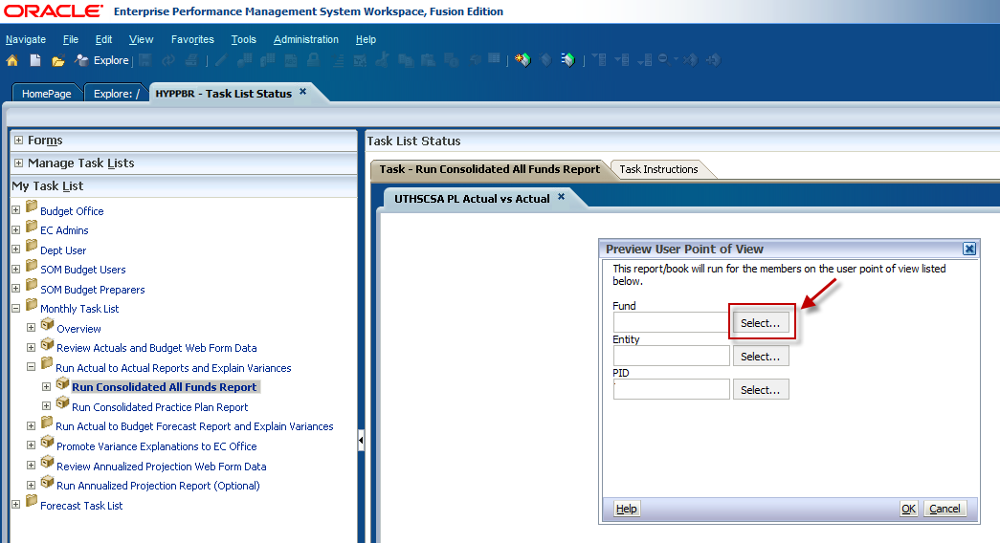 ORACLE® Enterprise Performance Management System Workspace, Fusion Edition
Navigate File Edit View Favorites Tools Administration Help
Explore
HomePage Explore: / HYPPBR - Task List Status
Forms
Manage Task Lists
My Task List
Budget Office
EC Admins
Dept User
SOM Budget Users
SOM Budget Preparers
Monthly Task List
Overview
Review Actuals and Budget Web Form Data
Run Actual to Actual Reports and Explain Variances
Run Consolidated All Funds Report
Run Consolidated Practice Plan Report
Run Actual to Budget Forecast Report and Explain Variances
Promote Variance Explanations to EC Office
Review Annualized Projection Web Form Data
Run Annualized Projection Report (Optional)
Forecast Task List
Task List Status
Task - Run Consolidated All Funds Report Task Instructions
UTHSCSA PL Actual vs Actual
Preview User Point of View
This report/book will run for the members on the user point of view listed
below.
Fund
Select...
Entity
Select...
PID
Select...
Help OK Cancel